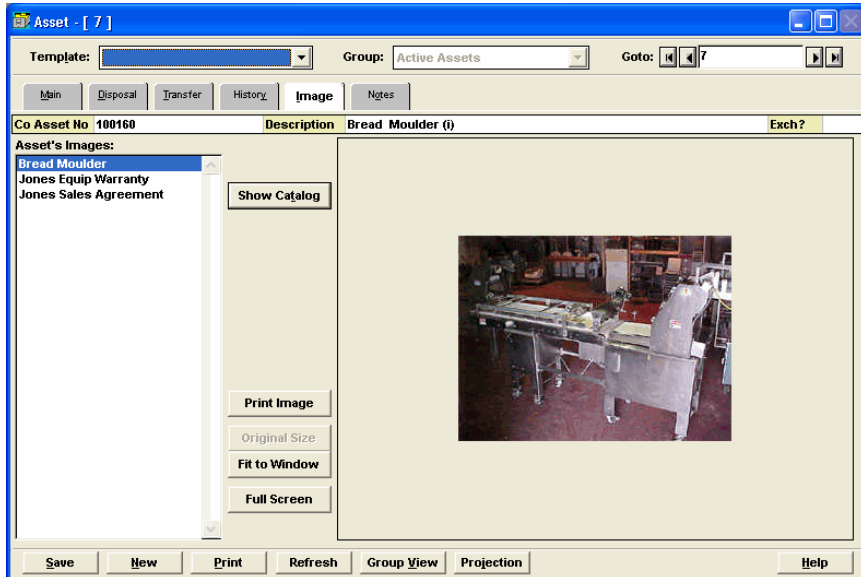 Asset - [ 7 ]
Template: Group: Active Assets Goto: 7
Main Disposal Transfer History Image Notes
Co Asset No 100160 Description Bread Moulder (i) Exch?
Asset's Images:
Bread Moulder
Jones Equip Warranty
Jones Sales Agreement
Show Catalog
Print Image
Original Size
Fit to Window
Full Screen
Save New Print Refresh Group View Projection Help